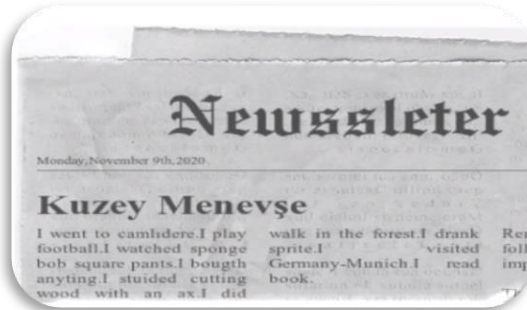 Newssleter
Monday,November 9th,2020
Kuzey Menevşe
I went to camlıdere.I play
football.I watched sponge
bob square pants.I bougth
anyting.I stuided cutting
wood with an ax.I did
walk in the forest.I drank
sprite.I visited
Germany-Munich.I read
book.